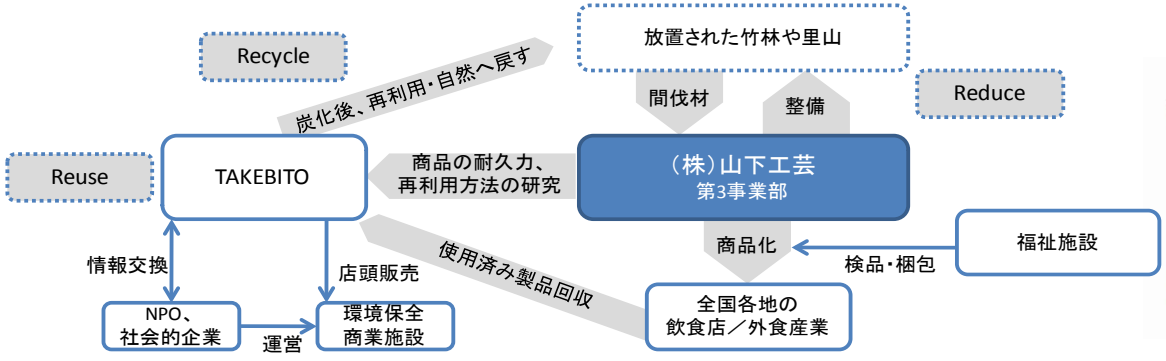 Recycle
放置された竹林や里山
Reduce
炭化後、再利用・自然へ戻す
間伐材
整備
Reuse
TAKEBITO
商品の耐久力、
再利用方法の研究
(株)山下工芸
第3事業部
商品化
福祉施設
検品・梱包
使用済み製品回収
情報交換
店頭販売
NPO、
社会的企業
運営
環境保全
商業施設
全国各地の
飲食店/外食産業